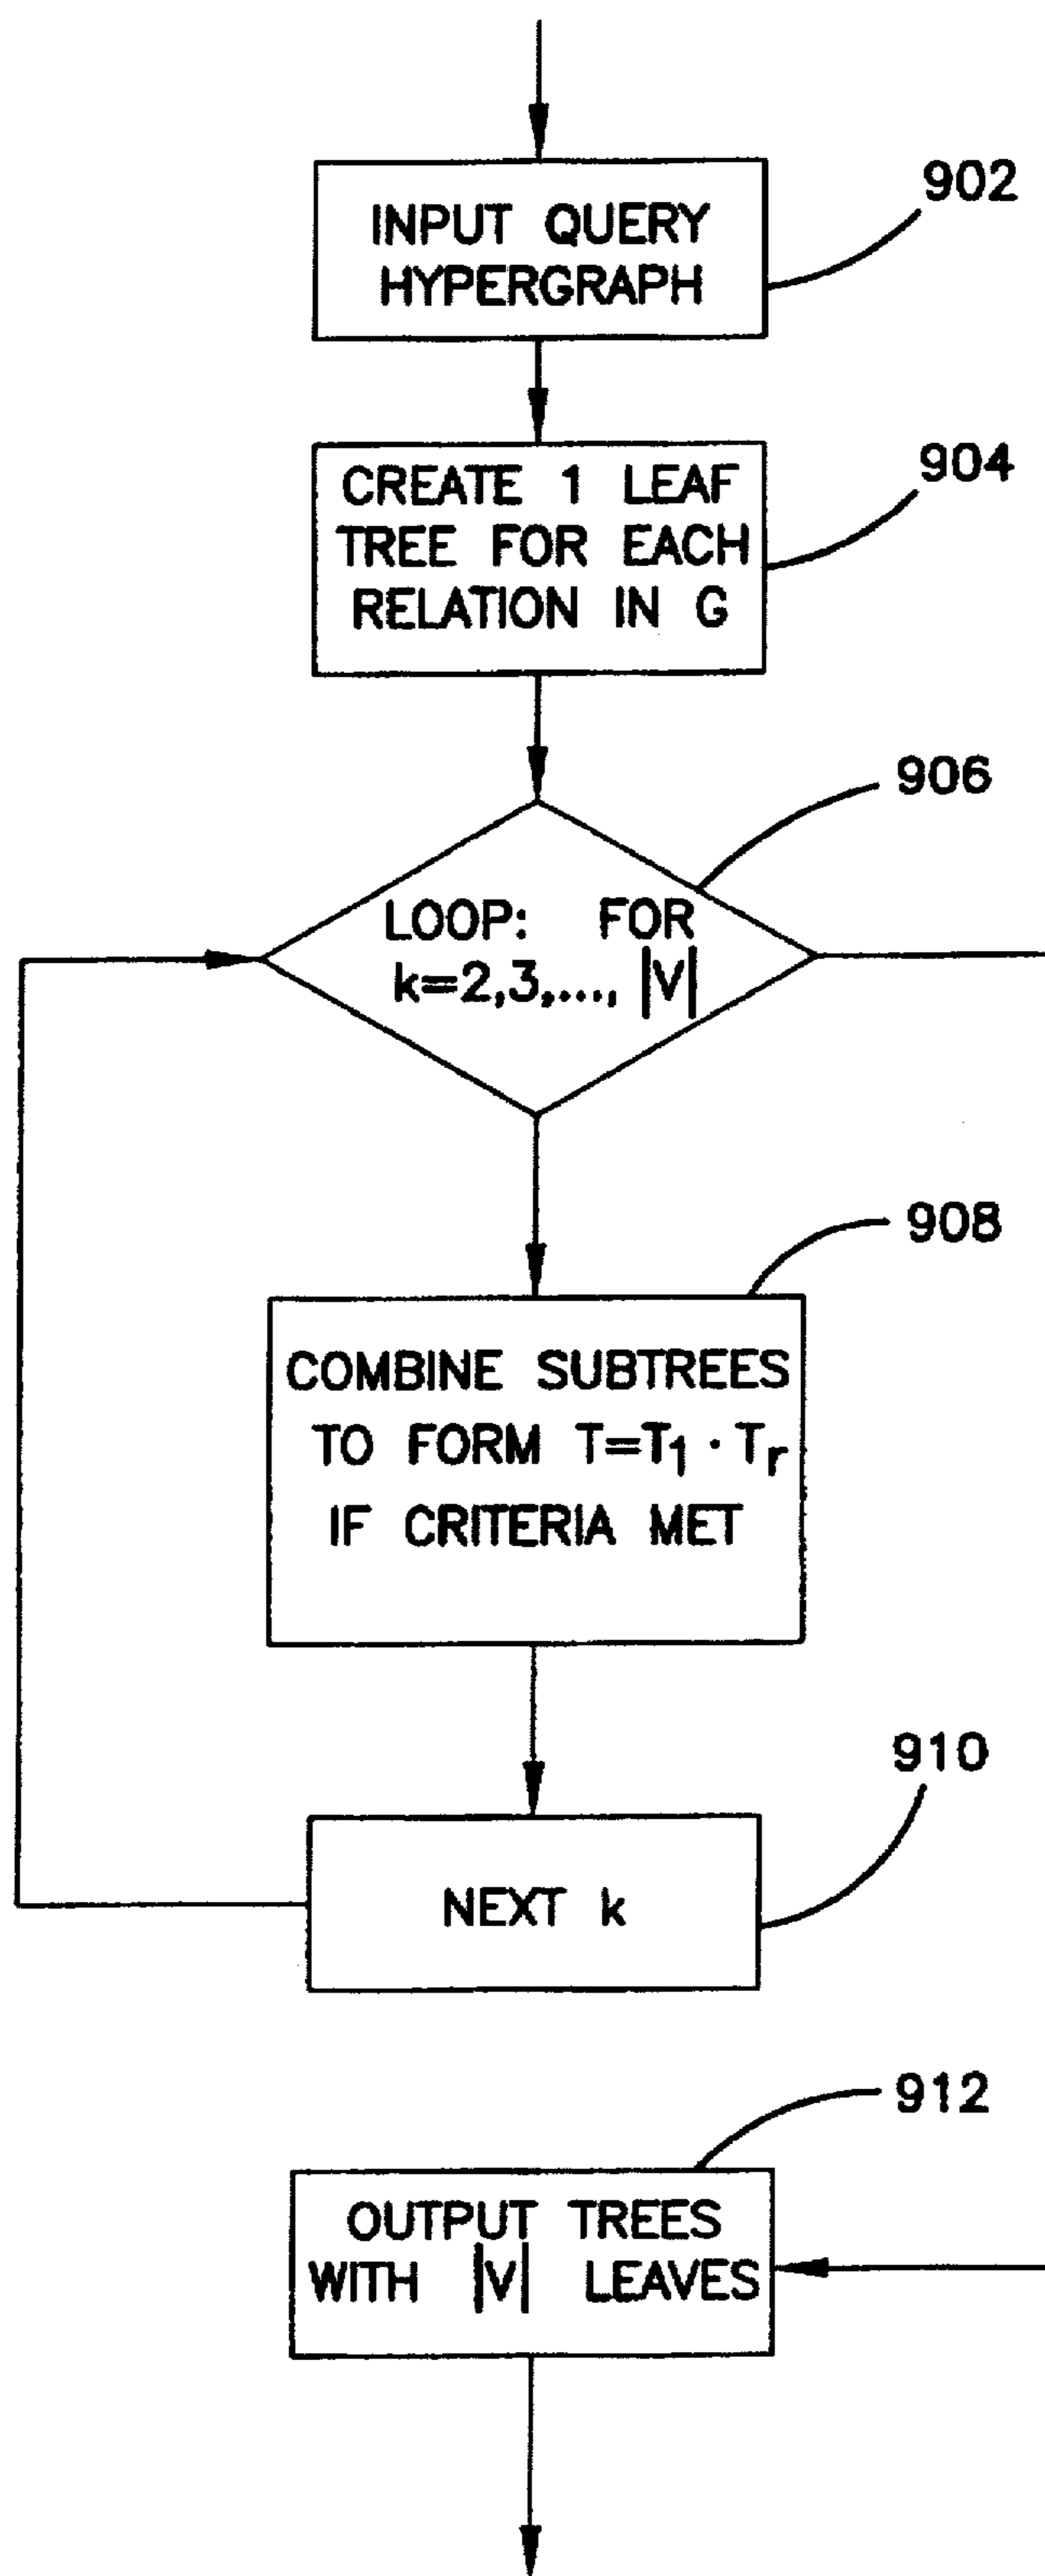 INPUT QUERY
HYPERGRAPH
902
CREATE 1 LEAF
TREE FOR EACH
RELATION IN G
904
906
LOOP: FOR
k=2,3,..., |V|
908
COMBINE SUBTREES
TO FORM T=T₁ · Tᵣ
IF CRITERIA MET
910
NEXT k
912
OUTPUT TREES
WITH |V| LEAVES